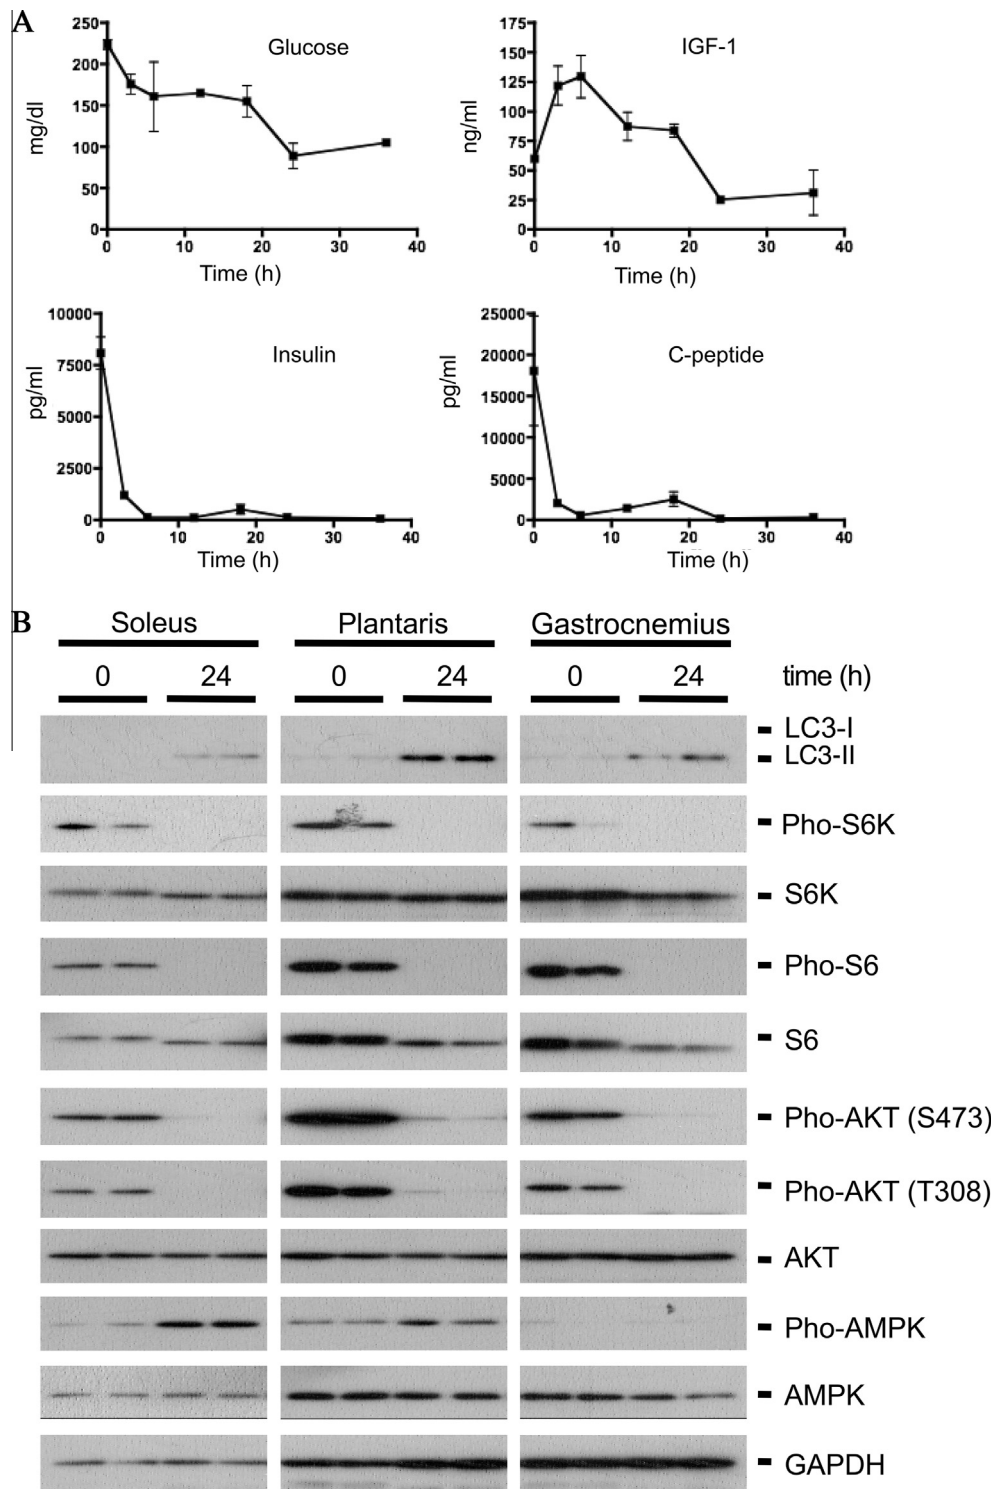 A
Glucose
250
200
150
100
50
0
mg/dl
0 10 20 30 40
Time (h)
IGF-1
175
150
125
100
75
50
25
0
ng/ml
0 10 20 30 40
Time (h)
Insulin
10000
7500
5000
2500
0
pg/ml
0 10 20 30 40
Time (h)
C-peptide
25000
20000
15000
10000
5000
0
pg/ml
0 10 20 30 40
Time (h)
B
Soleus Plantaris Gastrocnemius
0 24 0 24 0 24 time (h)
LC3-I
LC3-II
Pho-S6K
S6K
Pho-S6
S6
Pho-AKT (S473)
Pho-AKT (T308)
AKT
Pho-AMPK
AMPK
GAPDH